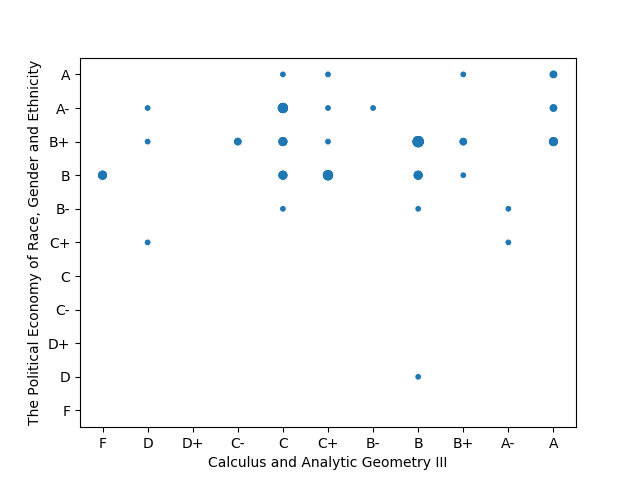 The Political Economy of Race, Gender and Ethnicity
A
A-
B+
B
B-
C+
C
C-
D+
D
F
F D D+ C- C C+ B- B B+ A- A
Calculus and Analytic Geometry III